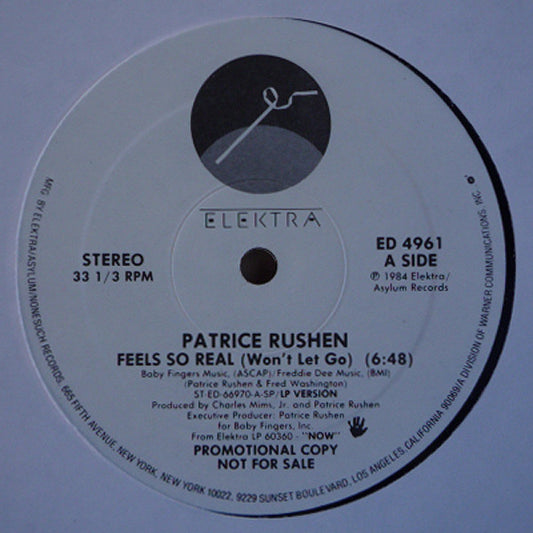 ELEKTRA
STEREO
33 1/3 RPM
ED 4961
A SIDE
℗ 1984 Elektra/
Asylum Records
PATRICE RUSHEN
FEELS SO REAL (Won't Let Go) (6:48)
Baby Fingers Music, (ASCAP)/Freddie Dee Music, (BMI)
(Patrice Rushen & Fred Washington)
ST-ED-66970-A-SP/LP VERSION
Produced by Charles Mims, Jr. and Patrice Rushen
Executive Producer: Patrice Rushen
for Baby Fingers, Inc.
From Elektra LP 60360 - "NOW"
PROMOTIONAL COPY
NOT FOR SALE
MFG. BY ELEKTRA/ASYLUM/NONESUCH RECORDS, 665 FIFTH AVENUE, NEW YORK, NEW YORK 10022, 9229 SUNSET BOULEVARD, LOS ANGELES, CALIFORNIA 90069/A DIVISION OF WARNER COMMUNICATIONS, INC.